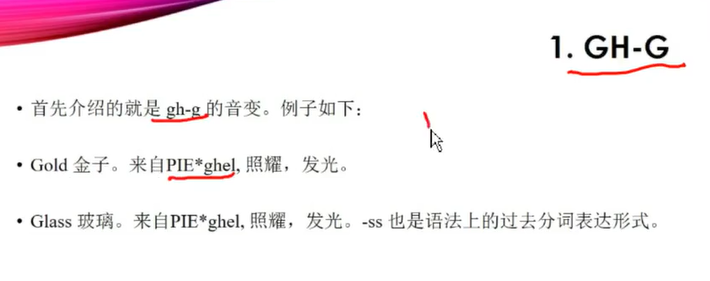 1. GH-G
• 首先介绍的就是 gh-g 的音变。例子如下：
• Gold 金子。来自PIE*ghel, 照耀，发光。
• Glass 玻璃。来自PIE*ghel, 照耀，发光。-ss 也是语法上的过去分词表达形式。